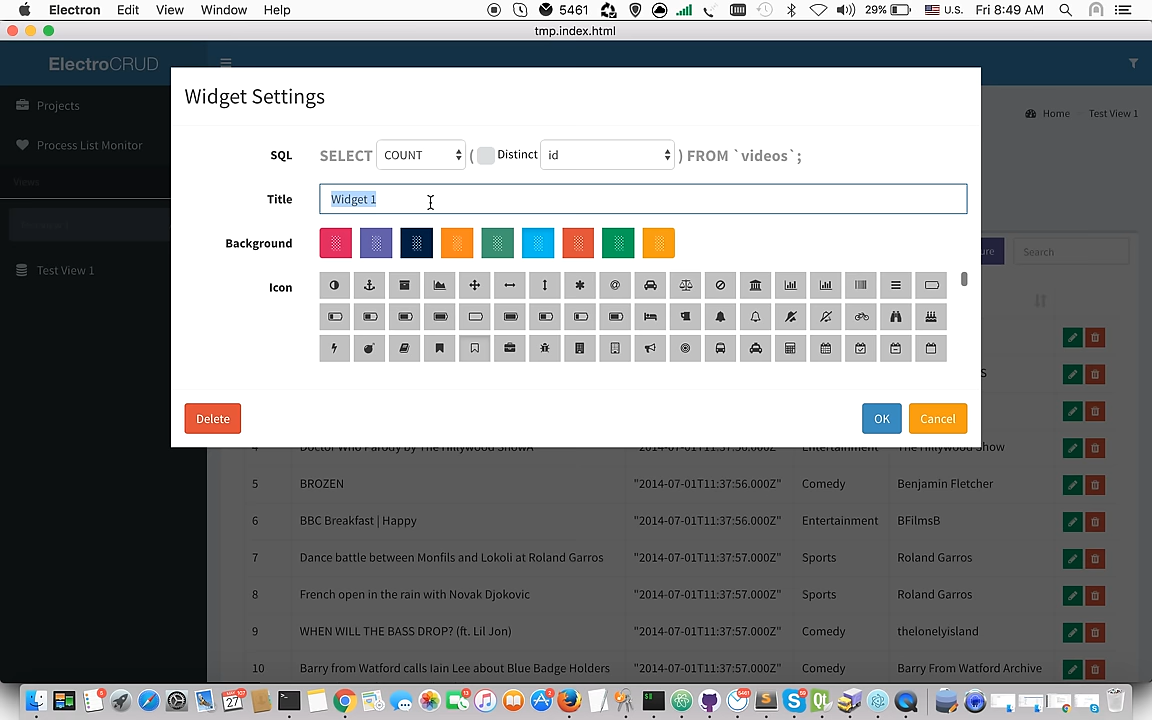 Electron Edit View Window Help 5461 29% U.S. Fri 8:49 AM
tmp.index.html
ElectroCRUD
Projects
Process List Monitor
Views
Test View 1
Home Test View 1
Search
Widget Settings
SQL SELECT COUNT ( Distinct id ) FROM `videos`;
Title Widget 1
Background
Icon
Delete OK Cancel
5 BROZEN "2014-07-01T11:37:56.000Z" Comedy Benjamin Fletcher
6 BBC Breakfast | Happy "2014-07-01T11:37:56.000Z" Entertainment BFilmsB
7 Dance battle between Monfils and Lokoli at Roland Garros "2014-07-01T11:37:57.000Z" Sports Roland Garros
8 French open in the rain with Novak Djokovic "2014-07-01T11:37:57.000Z" Sports Roland Garros
9 WHEN WILL THE BASS DROP? (ft. Lil Jon) "2014-07-01T11:37:57.000Z" Comedy thelonelyisland
10 Barry from Watford calls Iain Lee about Blue Badge Holders "2014-07-01T11:37:57.000Z" Comedy Barry From Watford Archive